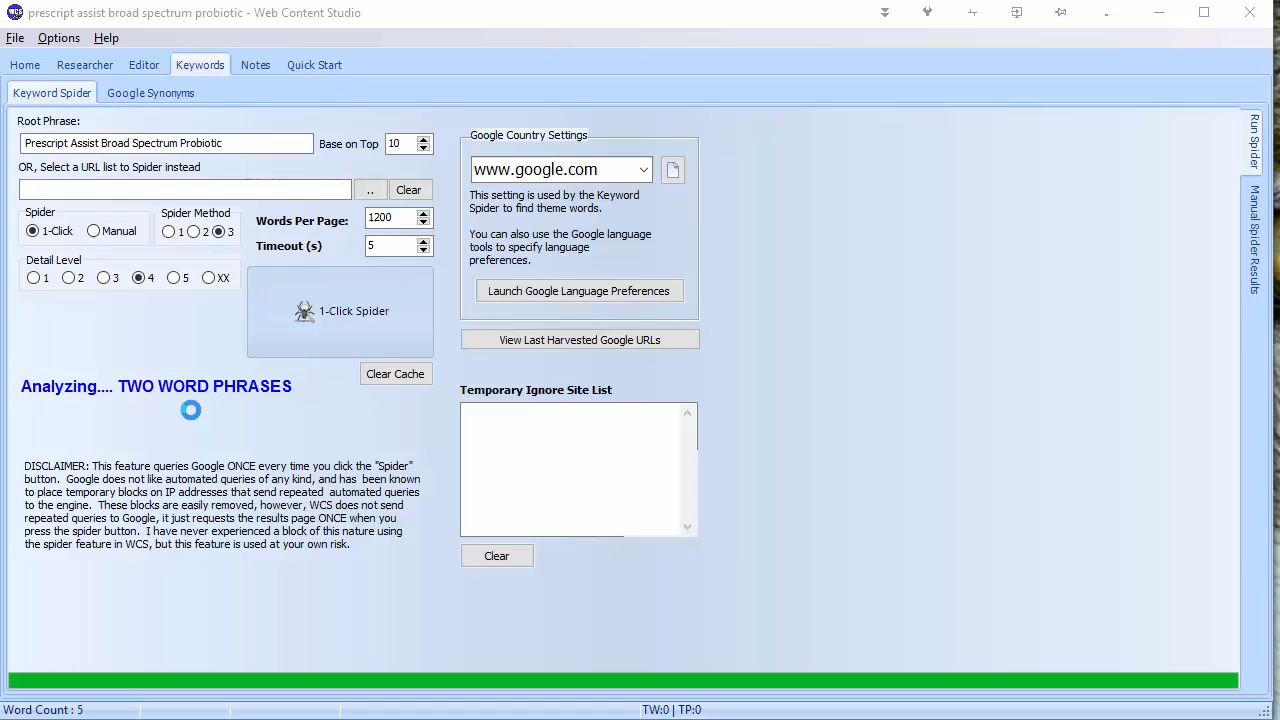 WCS prescript assist broad spectrum probiotic - Web Content Studio
File Options Help
Home Researcher Editor Keywords Notes Quick Start
Keyword Spider Google Synonyms
Root Phrase:
Prescript Assist Broad Spectrum Probiotic Base on Top 10
OR, Select a URL list to Spider instead
.. Clear
Spider
1-Click Manual
Spider Method
1 2 3
Words Per Page: 1200
Timeout (s) 5
Detail Level
1 2 3 4 5 XX
1-Click Spider
Clear Cache
Analyzing.... TWO WORD PHRASES
DISCLAIMER: This feature queries Google ONCE every time you click the "Spider"
button. Google does not like automated queries of any kind, and has been known
to place temporary blocks on IP addresses that send repeated automated queries
to the engine. These blocks are easily removed, however, WCS does not send
repeated queries to Google, it just requests the results page ONCE when you
press the spider button. I have never experienced a block of this nature using
the spider feature in WCS, but this feature is used at your own risk.
Google Country Settings
www.google.com
This setting is used by the Keyword
Spider to find theme words.
You can also use the Google language
tools to specify language
preferences.
Launch Google Language Preferences
View Last Harvested Google URLs
Temporary Ignore Site List
Clear
Run Spider
Manual Spider Results
Word Count : 5
TW:0 | TP:0